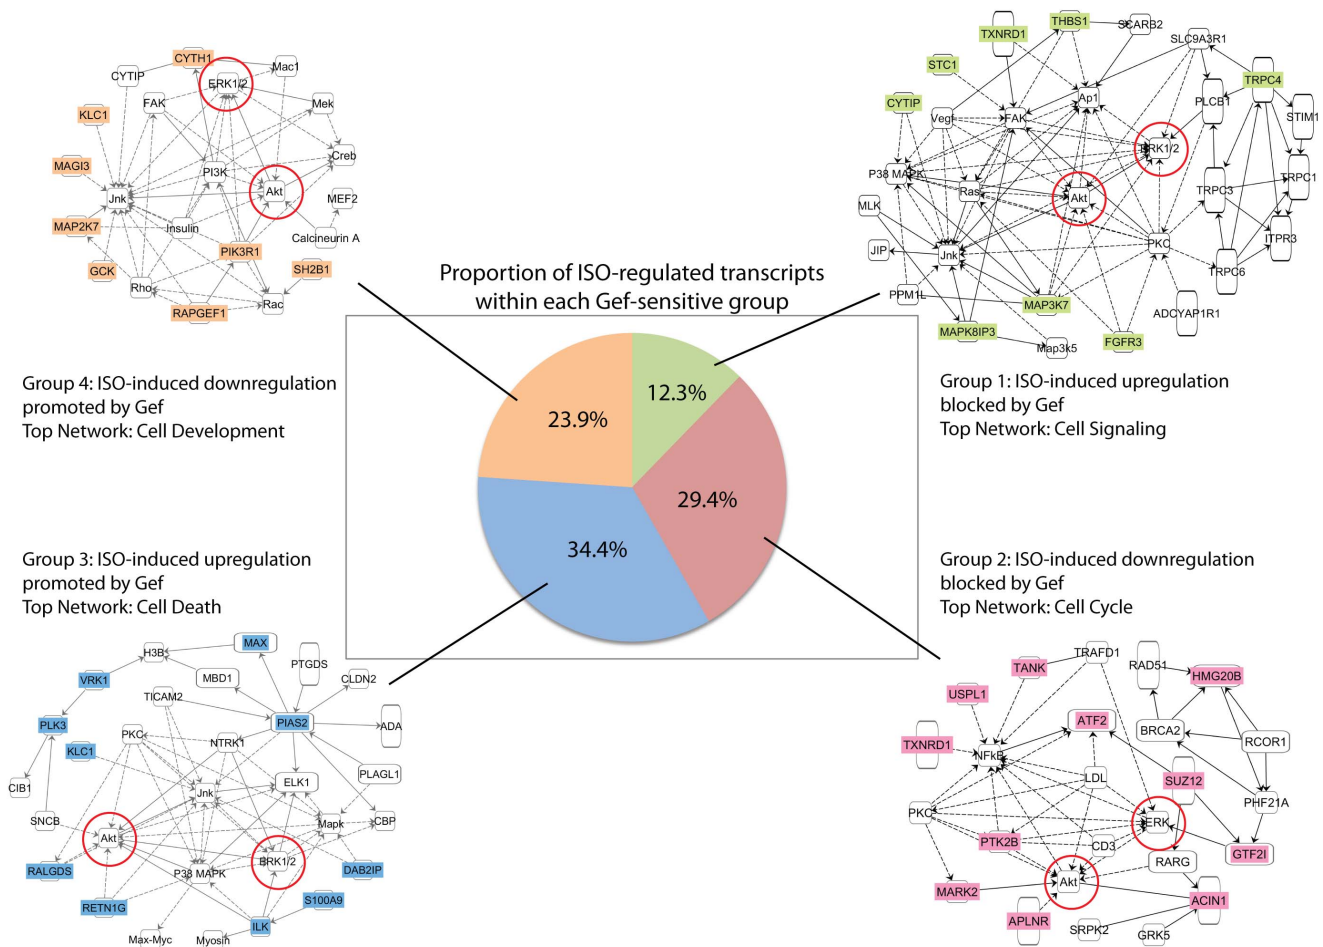 CYTH1
CYTIP
ERK1/2
Mac1
KLC1
FAK
Mek
MAGI3
PI3K
Creb
Jnk
Akt
MEF2
MAP2K7
Insulin
Calcineurin A
PIK3R1
GCK
SH2B1
Rho
Rac
RAPGEF1
THBS1
SCARB2
TXNRD1
SLC9A3R1
STC1
TRPC4
CYTIP
Ap1
PLCB1
Vegf
FAK
STIM1
ERK1/2
P38 MAPK
TRPC1
Ras
Akt
TRPC3
MLK
PKC
ITPR3
JIP
Jnk
TRPC6
PPM1L
MAP3K7
ADCYAP1R1
MAPK8IP3
Map3k5
FGFR3
Proportion of ISO-regulated transcripts
within each Gef-sensitive group
12.3%
23.9%
29.4%
34.4%
Group 4: ISO-induced downregulation
promoted by Gef
Top Network: Cell Development
Group 1: ISO-induced upregulation
blocked by Gef
Top Network: Cell Signaling
Group 3: ISO-induced upregulation
promoted by Gef
Top Network: Cell Death
Group 2: ISO-induced downregulation
blocked by Gef
Top Network: Cell Cycle
MAX
H3B
PTGDS
VRK1
MBD1
CLDN2
TICAM2
PLK3
PIAS2
ADA
PKC
NTRK1
KLC1
CIB1
ELK1
PLAGL1
Jnk
SNCB
Mapk
CBP
Akt
ERK1/2
RALGDS
P38 MAPK
DAB2IP
RETN1G
S100A9
ILK
Max-Myc
Myosin
TRAFD1
TANK
RAD51
HMG20B
USPL1
ATF2
BRCA2
TXNRD1
NFkB
RCOR1
LDL
SUZ12
PHF21A
PKC
ERK
PTK2B
CD3
GTF2I
RARG
Akt
MARK2
ACIN1
APLNR
SRPK2
GRK5